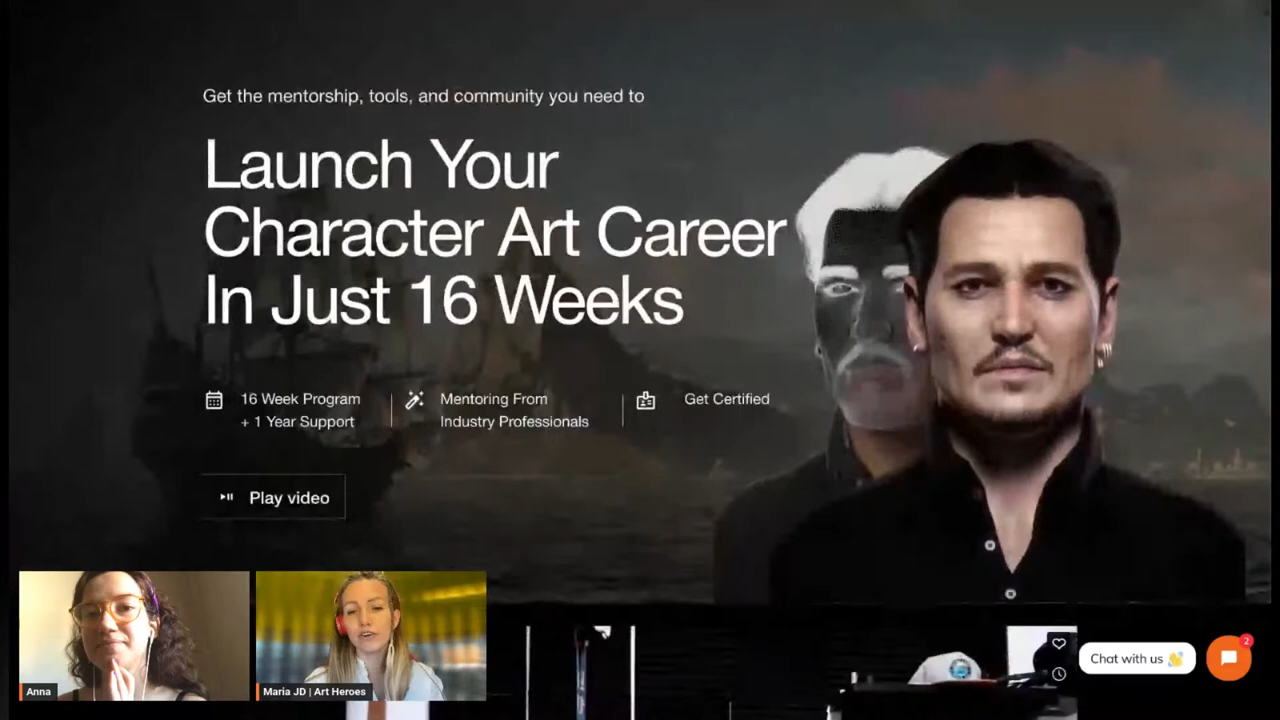 Get the mentorship, tools, and community you need to
Launch Your
Character Art Career
In Just 16 Weeks
16 Week Program
+ 1 Year Support
Mentoring From
Industry Professionals
Get Certified
Play video
Anna
Maria JD | Art Heroes
Chat with us 👋
2